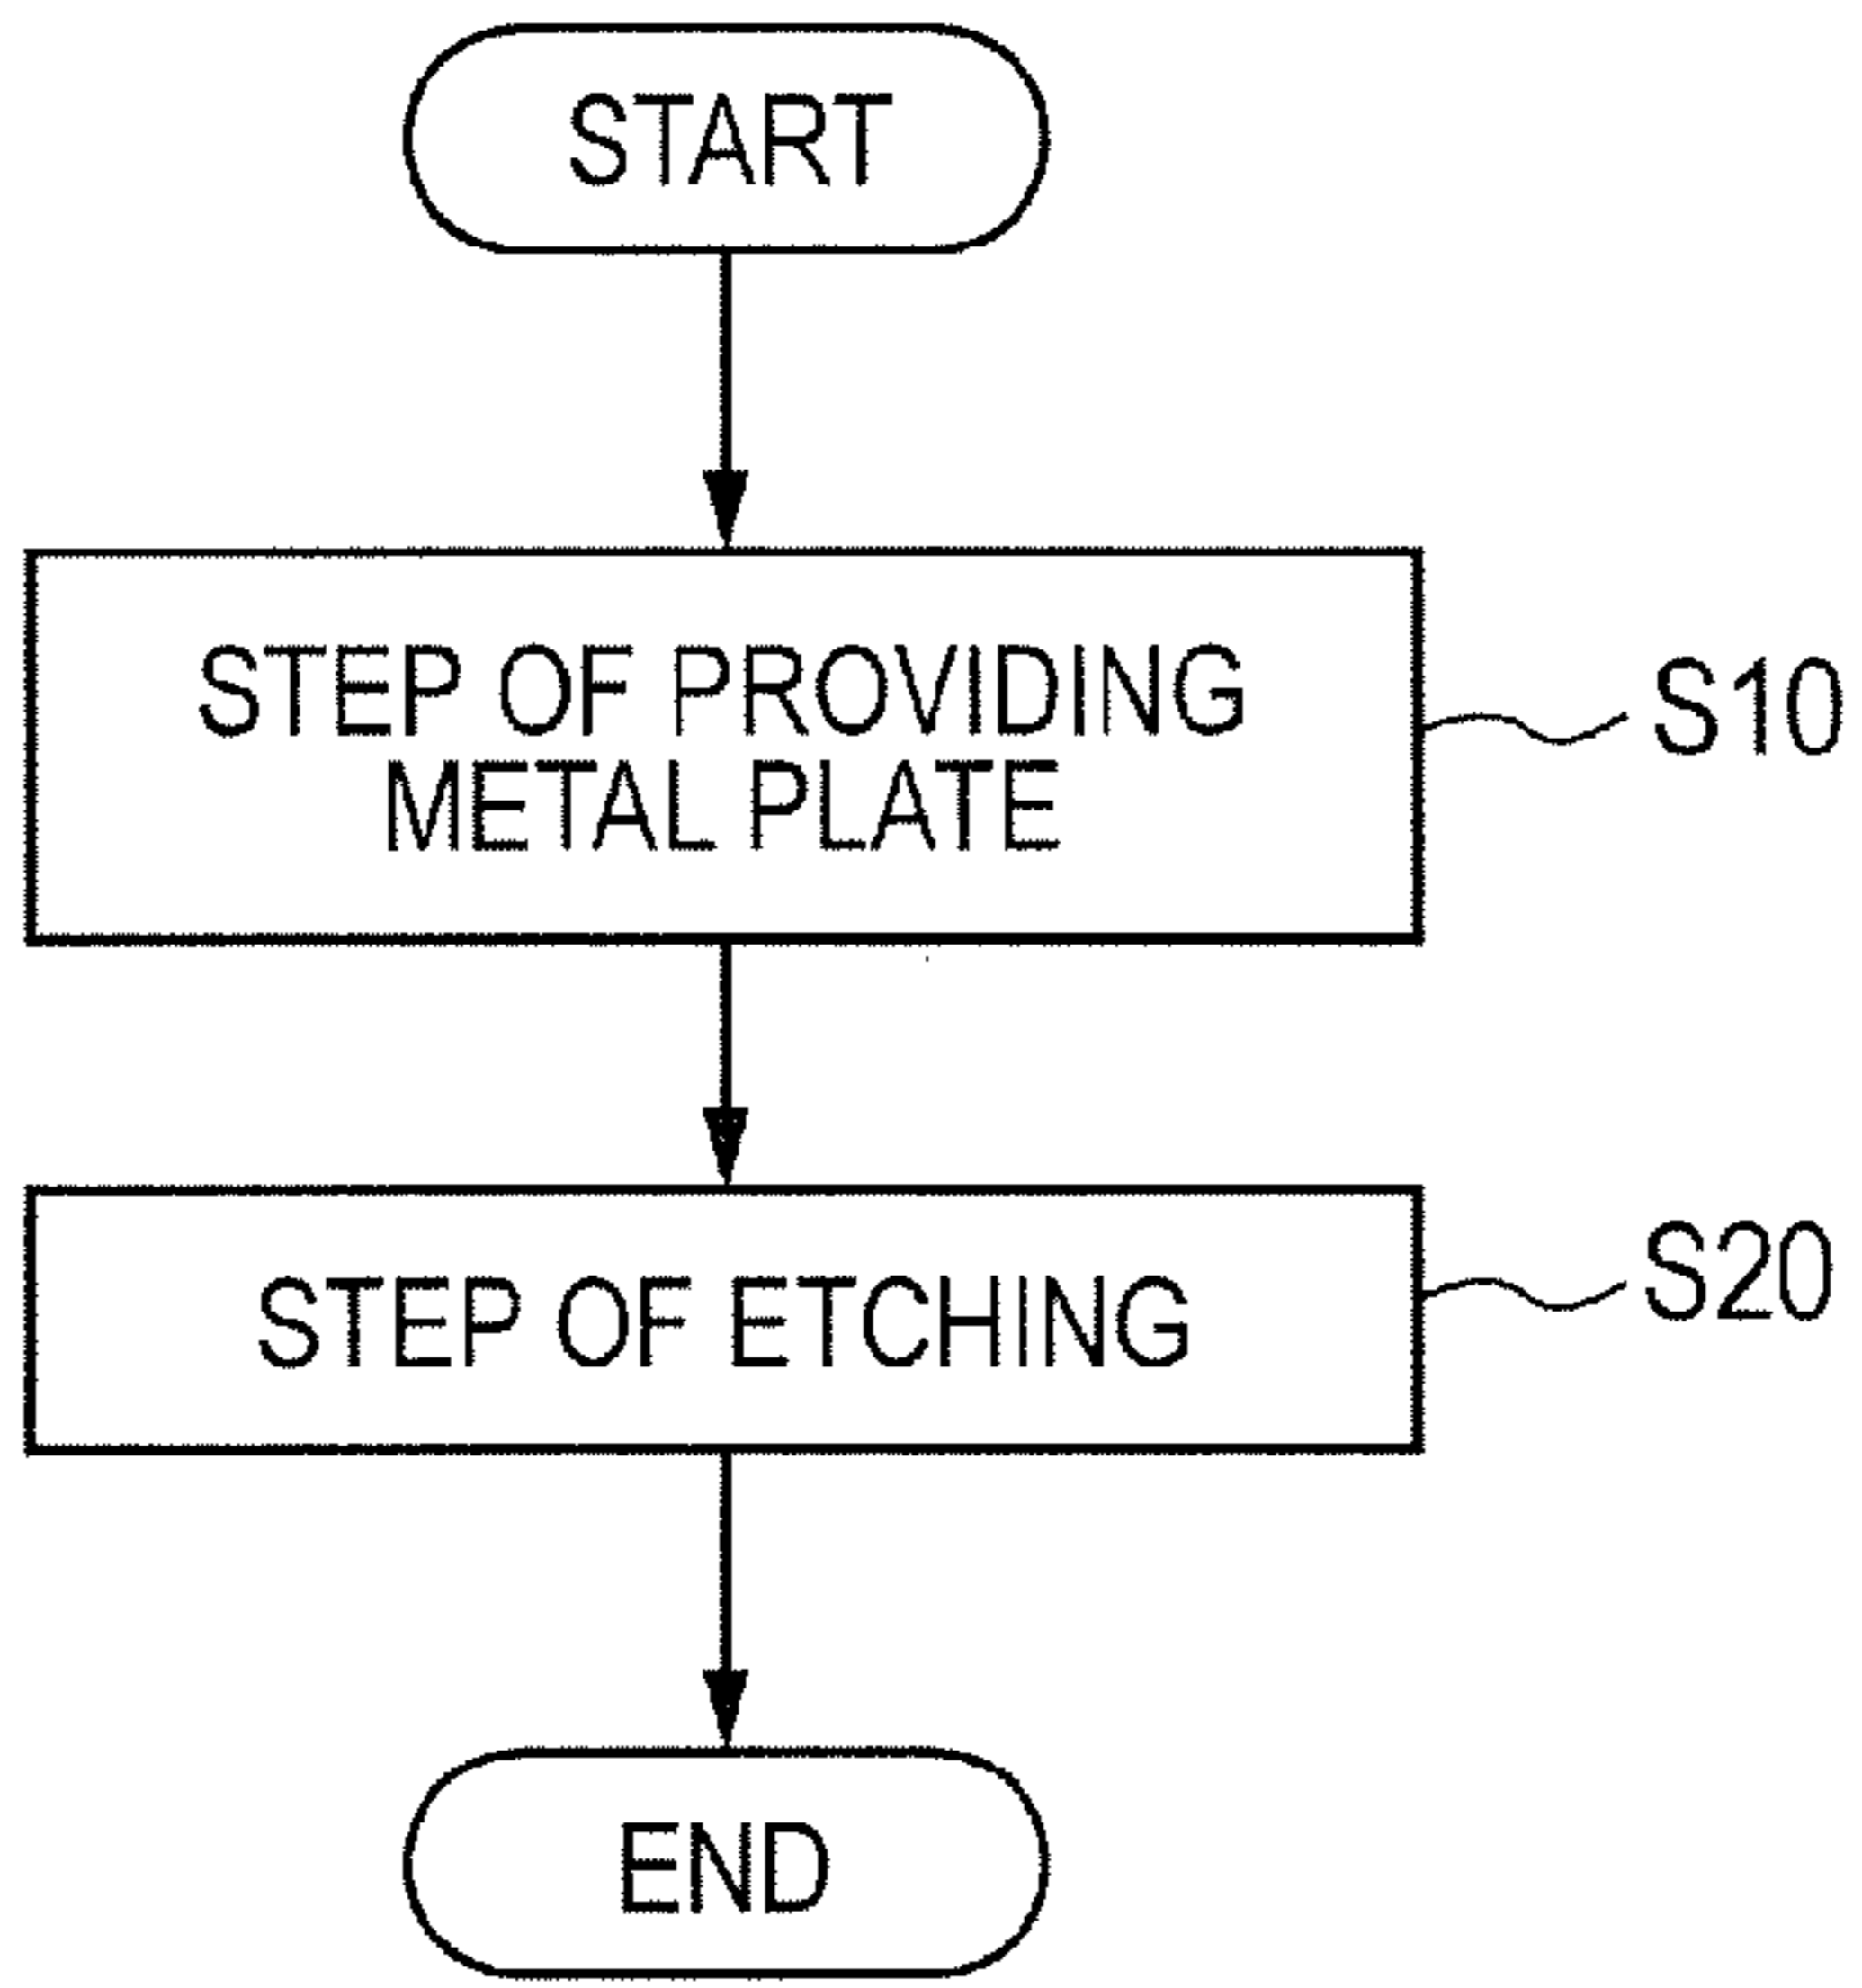 START
STEP OF PROVIDING
METAL PLATE
S10
STEP OF ETCHING
S20
END